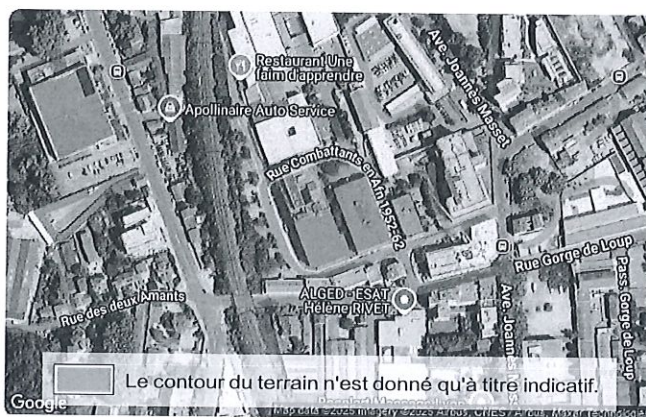 Restaurant Une
faim d'apprendre
Apollinaire Auto Service
Ave. Joannès Masset
Rue Combattants en Afn 1952-62
Rue Gorge de Loup
Pass. Gorge de Loup
ALGED - ESAT
Hélène RIVET
Rue des deux Amants
Ave. Joannès
Le contour du terrain n'est donné qu'à titre indicatif.
Google